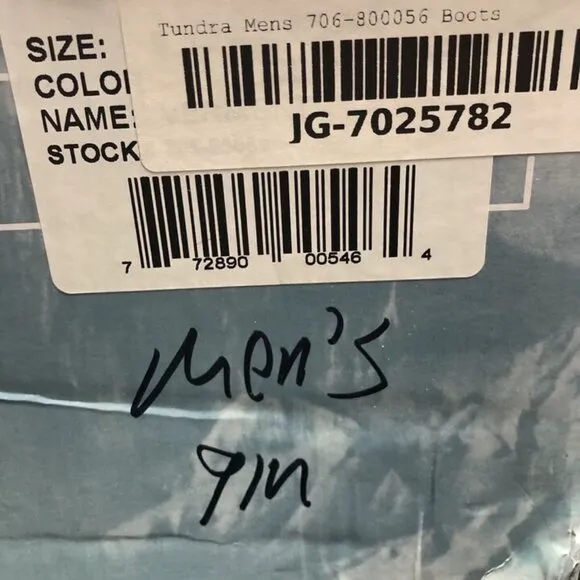 Tundra Mens 706-800056 Boots
JG-7025782
SIZE:
COLO
NAME:
STOCK
7 72890 00546 4
Men's
9M